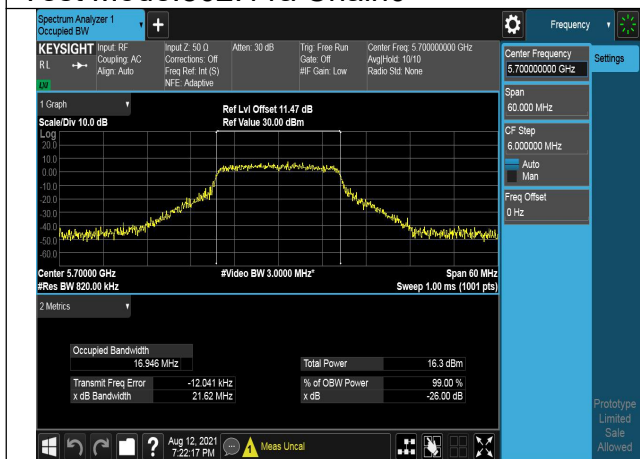 Spectrum Analyzer 1
Occupied BW
Frequency
KEYSIGHT
RL
Input: RF
Coupling: AC
Align: Auto
Input Z: 50 Ω
Corrections: Off
Freq Ref: Int (S)
NFE: Adaptive
Atten: 30 dB
Trig: Free Run
Gate: Off
#IF Gain: Low
Center Freq: 5.700000000 GHz
Avg|Hold: 10/10
Radio Std: None
Center Frequency
5.700000000 GHz
Settings
Span
60.000 MHz
CF Step
6.000000 MHz
Auto
Man
Freq Offset
0 Hz
1 Graph
Scale/Div 10.0 dB
Ref Lvl Offset 11.47 dB
Ref Value 30.00 dBm
Log
20.0
10.0
0.00
-10.0
-20.0
-30.0
-40.0
-50.0
-60.0
Center 5.70000 GHz
#Res BW 820.00 kHz
#Video BW 3.0000 MHz*
Span 60 MHz
Sweep 1.00 ms (1001 pts)
2 Metrics
Occupied Bandwidth
16.946 MHz
Total Power 16.3 dBm
Transmit Freq Error -12.041 kHz
% of OBW Power 99.00 %
x dB Bandwidth 21.62 MHz
x dB -26.00 dB
Aug 12, 2021
7:22:17 PM
Meas Uncal
Prototype
Limited
Sale
Allowed